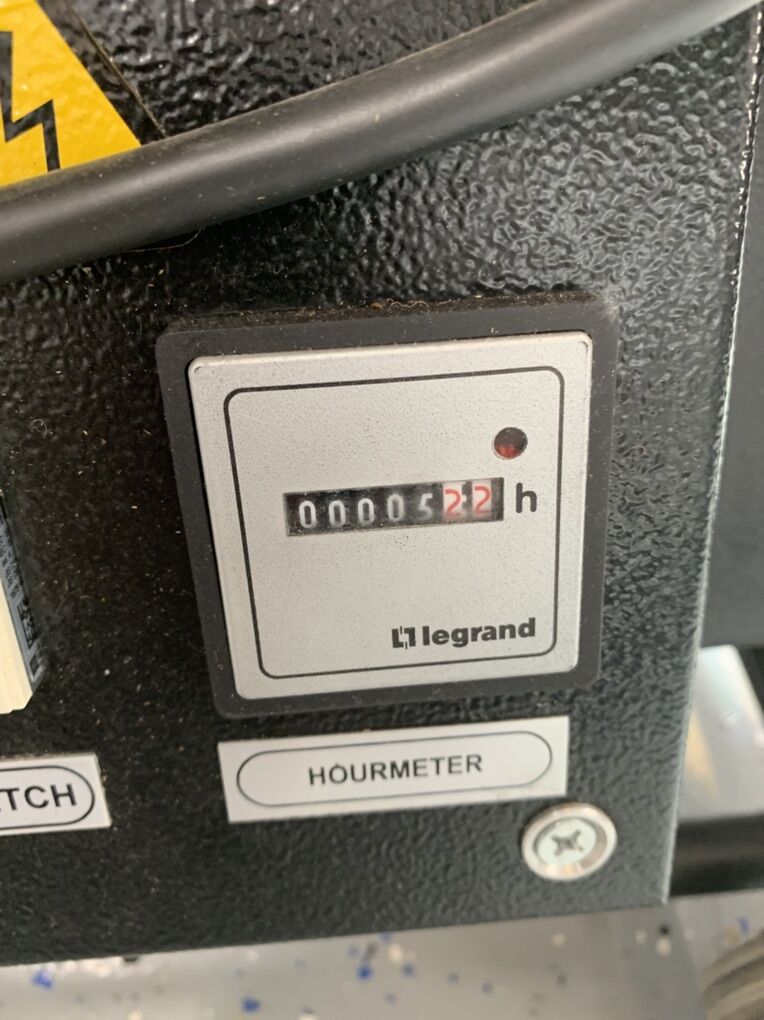 0000522 h
legrand
TCH
HOURMETER